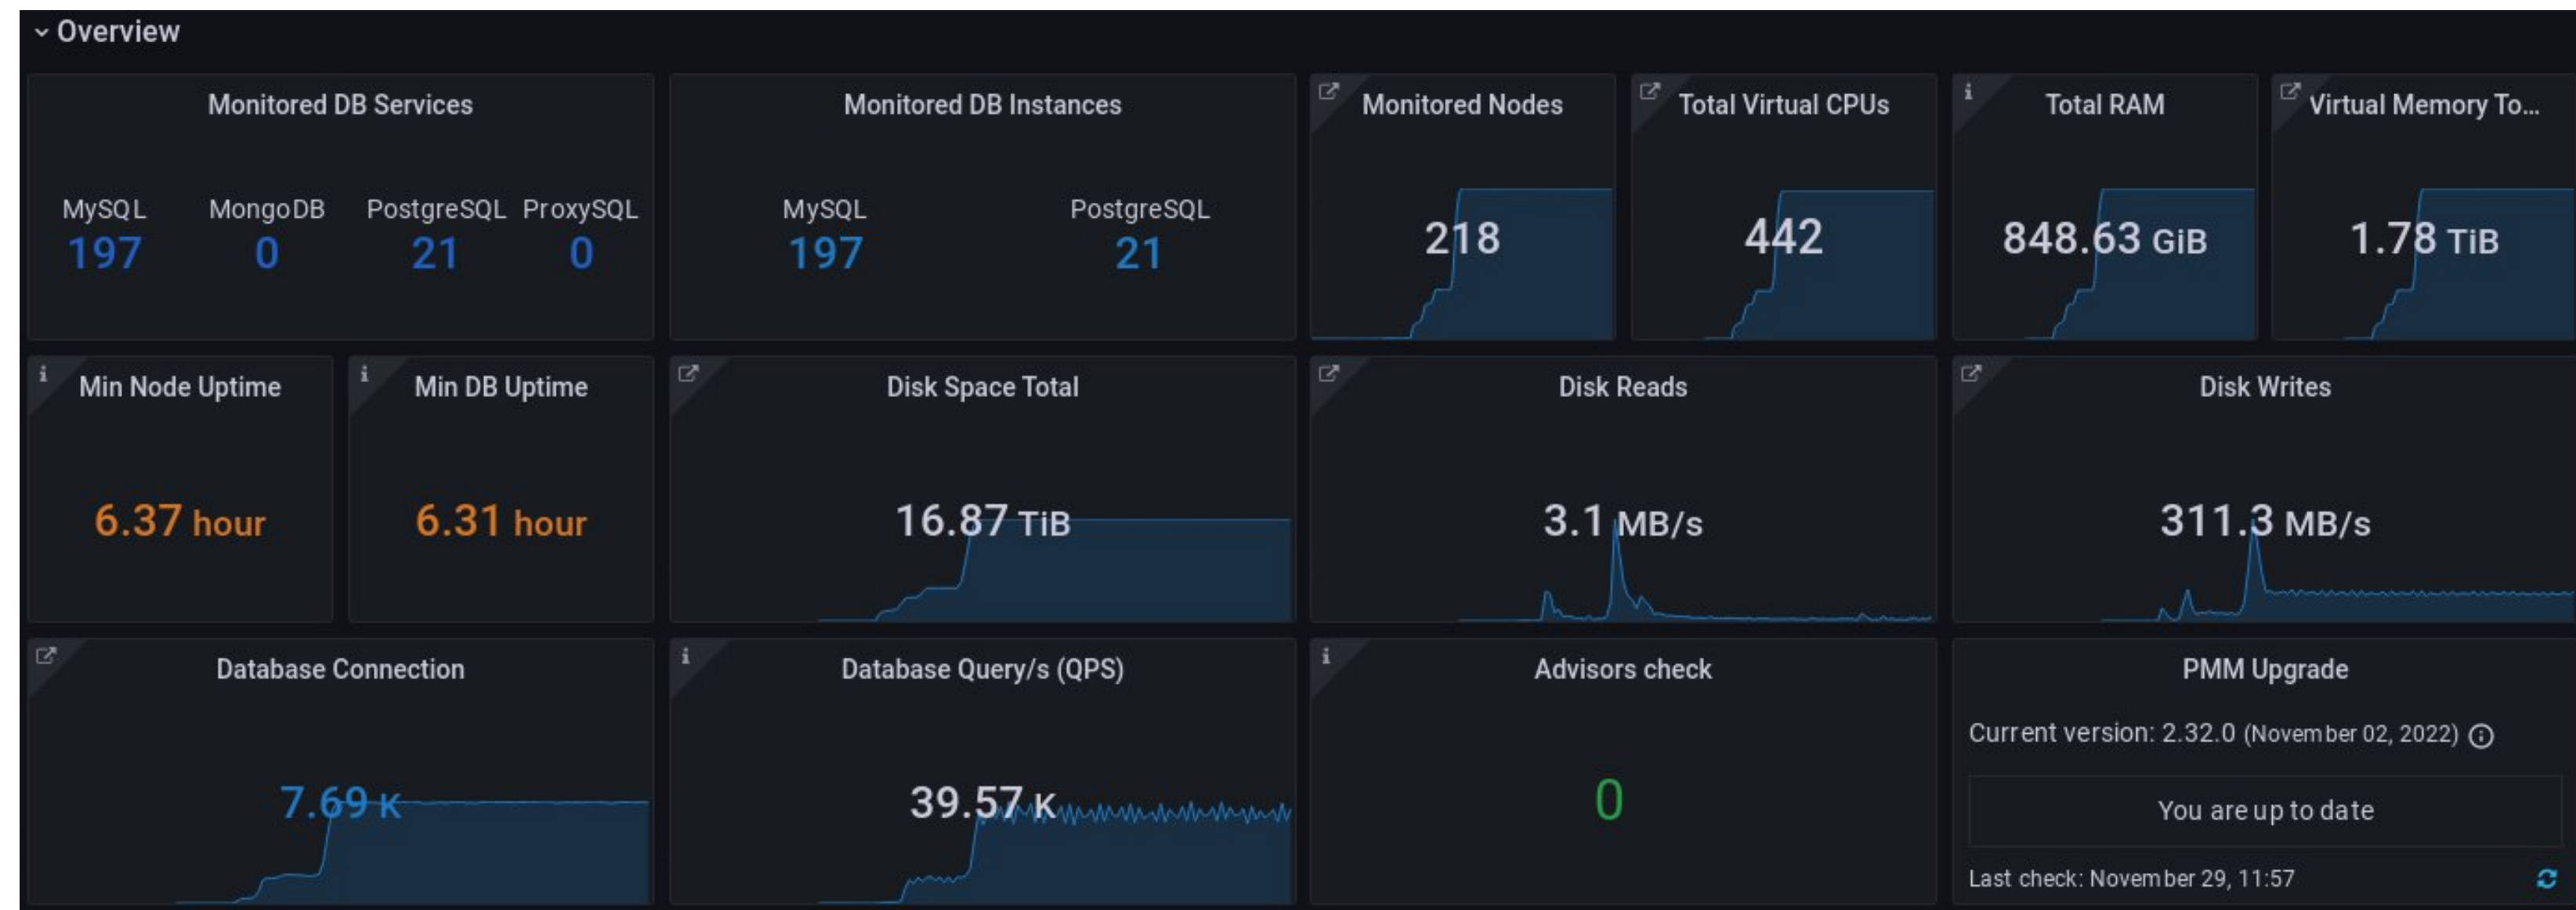 Overview
Monitored DB Services
MySQL MongoDB PostgreSQL ProxySQL
197 0 21 0
Monitored DB Instances
MySQL PostgreSQL
197 21
Monitored Nodes
218
Total Virtual CPUs
442
Total RAM
848.63 GiB
Virtual Memory To...
1.78 TiB
Min Node Uptime
6.37 hour
Min DB Uptime
6.31 hour
Disk Space Total
16.87 TiB
Disk Reads
3.1 MB/s
Disk Writes
311.3 MB/s
Database Connection
7.69 K
Database Query/s (QPS)
39.57 K
Advisors check
0
PMM Upgrade
Current version: 2.32.0 (November 02, 2022)
You are up to date
Last check: November 29, 11:57